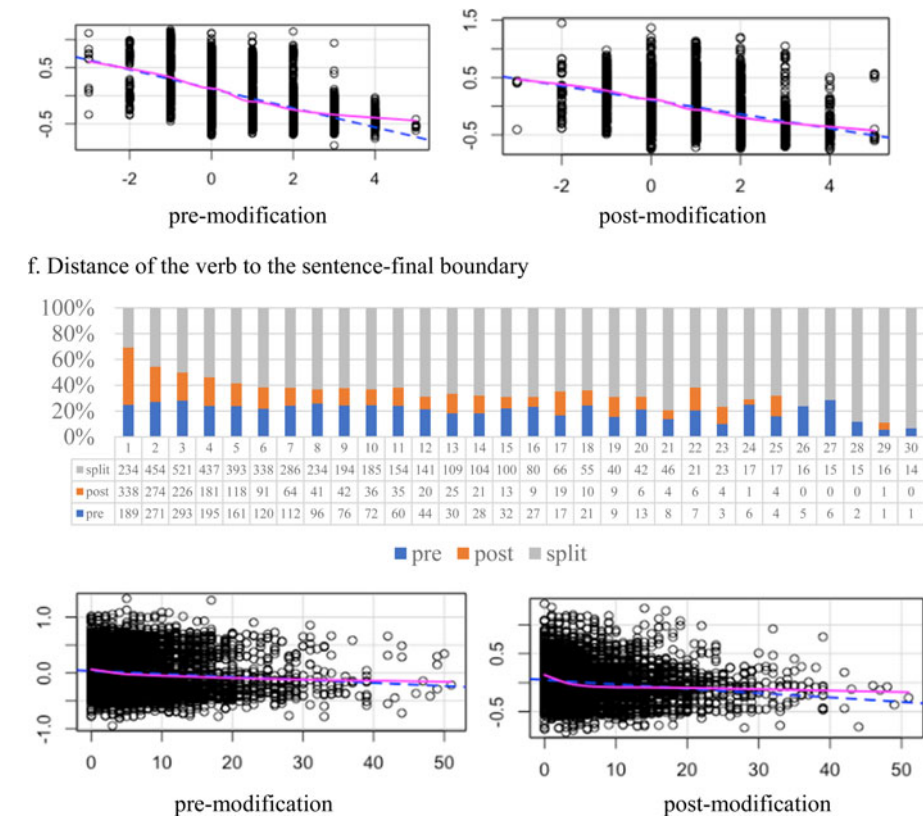 0.5
-0.5
-2 0 2 4
pre-modification
1.5
0.5
-0.5
-2 0 2 4
post-modification
f. Distance of the verb to the sentence-final boundary
100%
80%
60%
40%
20%
0%
1 2 3 4 5 6 7 8 9 10 11 12 13 14 15 16 17 18 19 20 21 22 23 24 25 26 27 28 29 30
split 234 454 521 437 393 338 286 234 194 185 154 141 109 104 100 80 66 55 40 42 46 21 23 17 17 16 15 15 16 14
post 338 274 226 181 118 91 64 41 42 36 35 20 25 21 13 9 19 10 9 6 4 6 4 1 4 0 0 0 1 0
pre 189 271 293 195 161 120 112 96 76 72 60 44 30 28 32 27 17 21 9 13 8 7 3 6 4 5 6 2 1 1
pre post split
1.0
0.0
-1.0
0 10 20 30 40 50
pre-modification
0.5
-0.5
0 10 20 30 40 50
post-modification